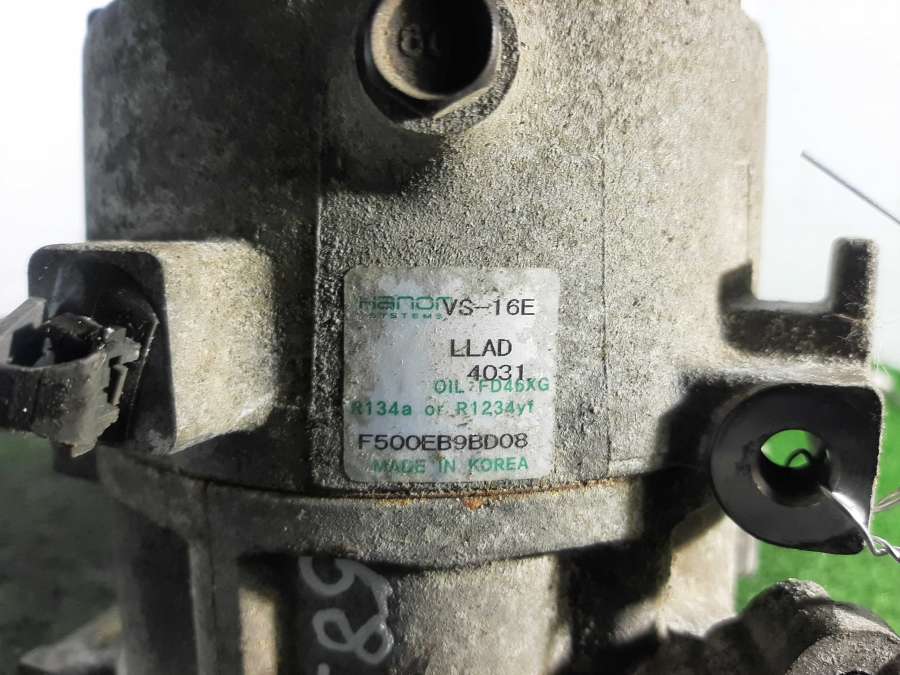 Hanon VS-16E
SYSTEMS
LLAD
4031
OIL:FD46XG
R134a or R1234yf
F500EB9BD08
MADE IN KOREA